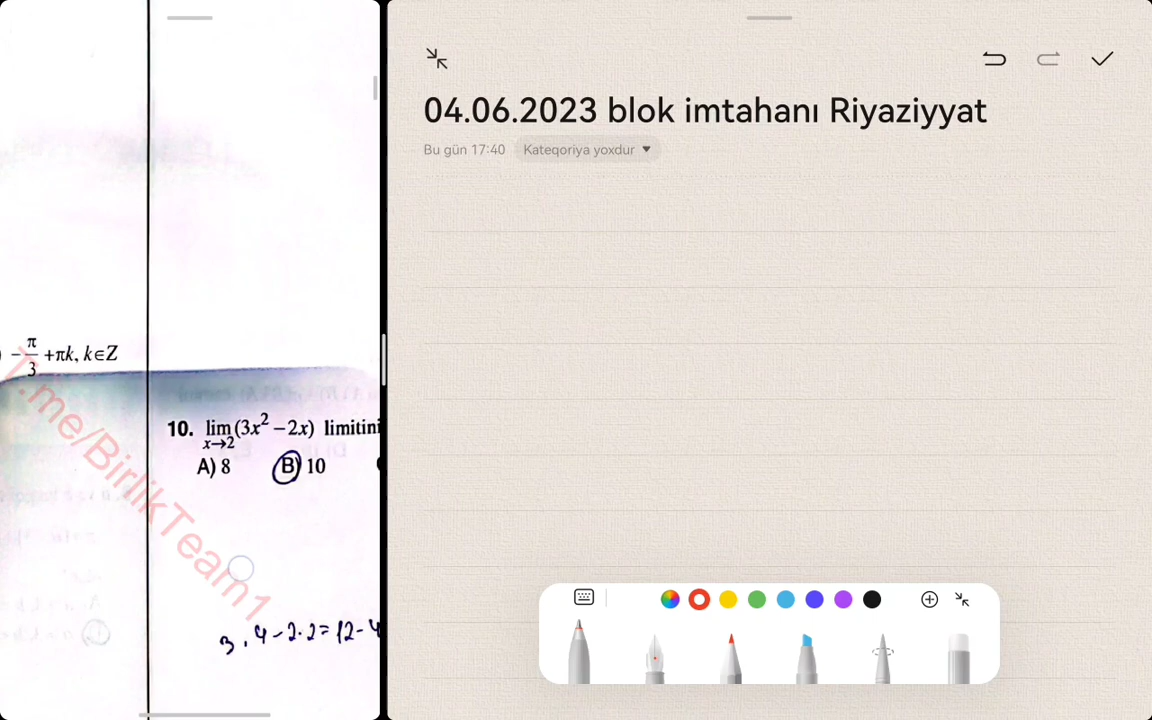 -π/3 +πk, k∈Z
T.me/BirlikTeam1
10. lim x→2 (3x² – 2x) limitini
A) 8 B) 10
3 . 4 – 2 · 2 = 12 – 4
04.06.2023 blok imtahanı Riyaziyyat
Bu gün 17:40 Kateqoriya yoxdur